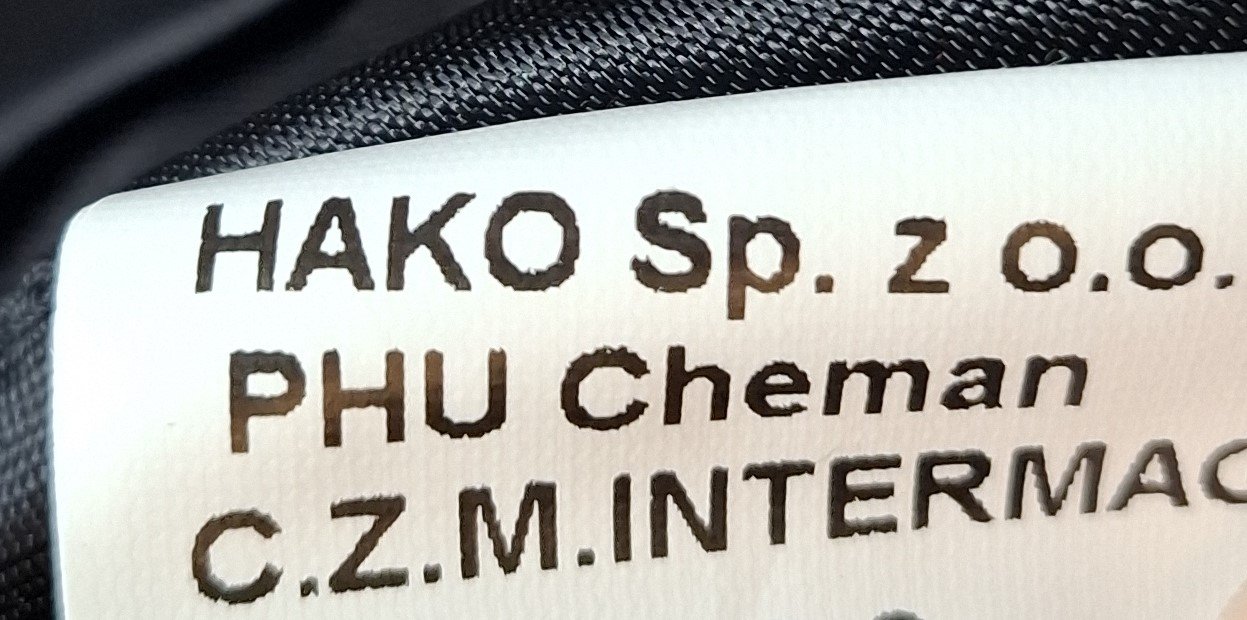 HAKO Sp. z o.o.
PHU Cheman
C.Z.M.INTERMAC